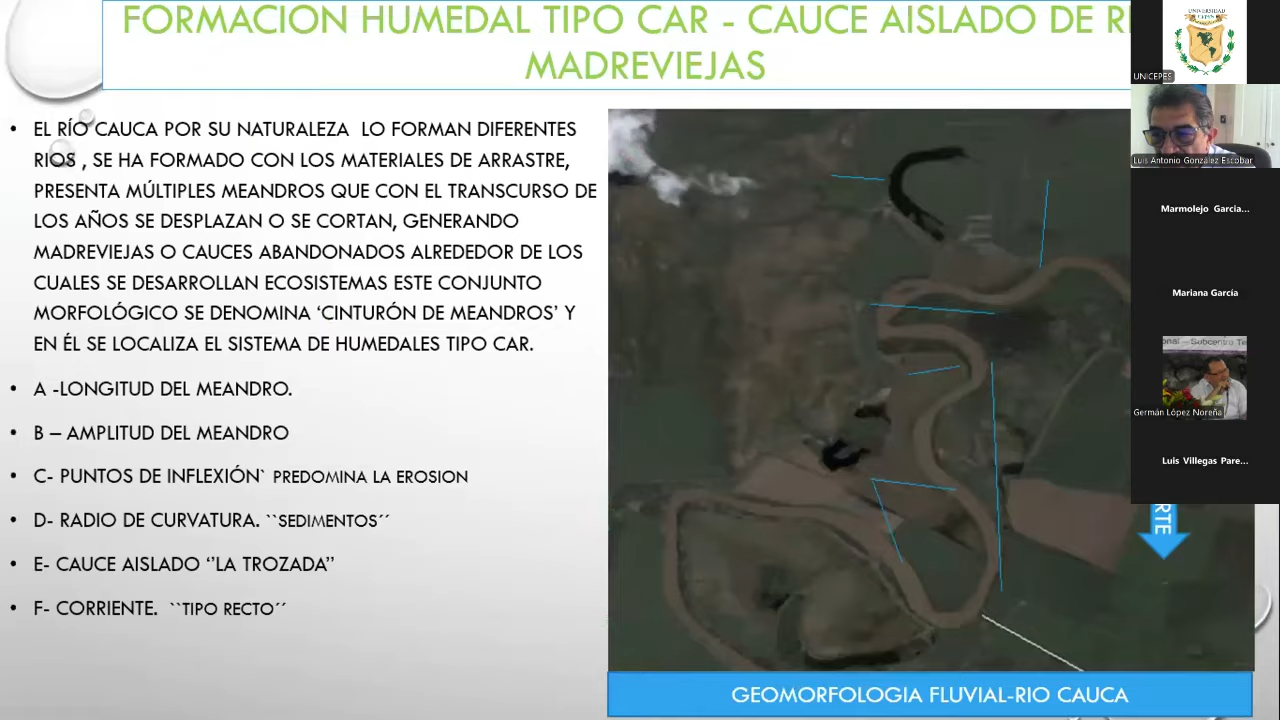 FORMACION HUMEDAL TIPO CAR - CAUCE AISLADO DE
MADREVIEJAS
• EL RÍO CAUCA POR SU NATURALEZA LO FORMAN DIFERENTES
RIOS , SE HA FORMADO CON LOS MATERIALES DE ARRASTRE,
PRESENTA MÚLTIPLES MEANDROS QUE CON EL TRANSCURSO DE
LOS AÑOS SE DESPLAZAN O SE CORTAN, GENERANDO
MADREVIEJAS O CAUCES ABANDONADOS ALREDEDOR DE LOS
CUALES SE DESARROLLAN ECOSISTEMAS ESTE CONJUNTO
MORFOLÓGICO SE DENOMINA ‘CINTURÓN DE MEANDROS’ Y
EN ÉL SE LOCALIZA EL SISTEMA DE HUMEDALES TIPO CAR.
• A -LONGITUD DEL MEANDRO.
• B – AMPLITUD DEL MEANDRO
• C- PUNTOS DE INFLEXIÓN` PREDOMINA LA EROSION
• D- RADIO DE CURVATURA. ``SEDIMENTOS´´
• E- CAUCE AISLADO ‘’LA TROZADA’’
• F- CORRIENTE. ``TIPO RECTO´´
GEOMORFOLOGIA FLUVIAL-RIO CAUCA
UNIVERSIDAD
UNICEPES
Luis Antonio González Escobar
Marmolejo Garcia...
Mariana García
onal – Subcentro
Germán López Noreña
Luis Villegas Pare...
RTE